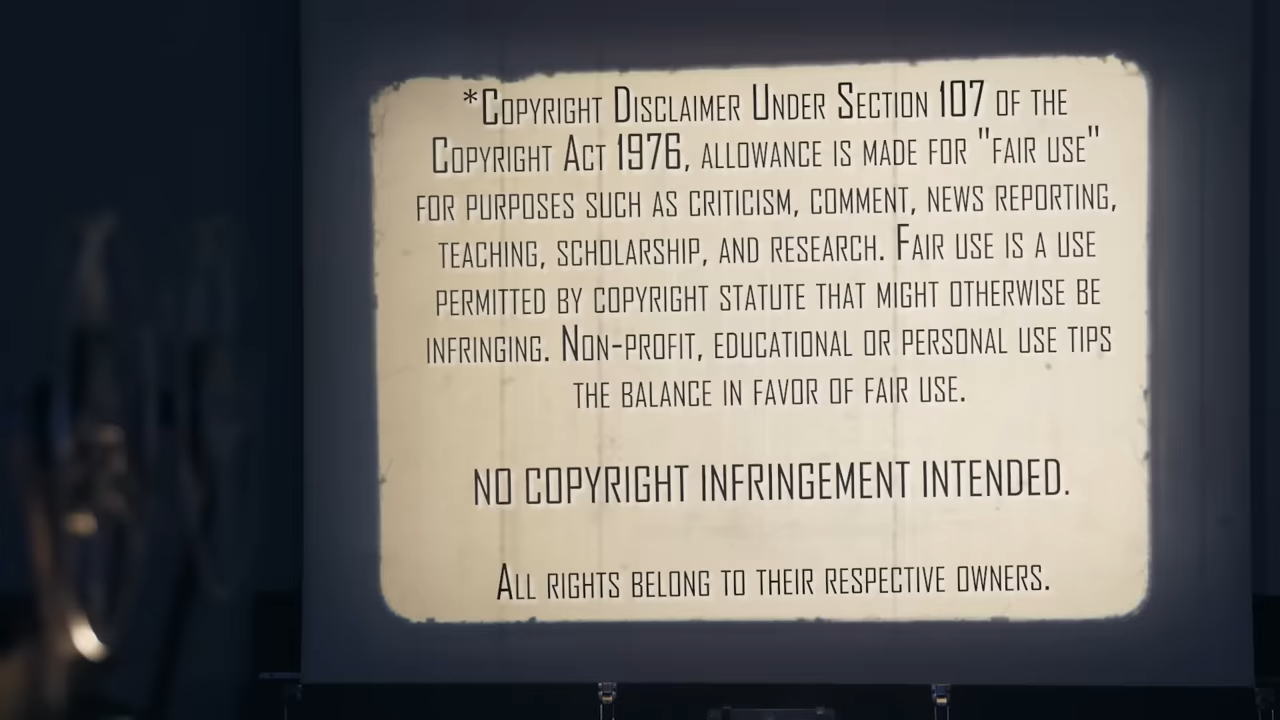 *Copyright Disclaimer Under Section 107 of the
Copyright Act 1976, allowance is made for "fair use"
for purposes such as criticism, comment, news reporting,
teaching, scholarship, and research. Fair use is a use
permitted by copyright statute that might otherwise be
infringing. Non-profit, educational or personal use tips
the balance in favor of fair use.
NO COPYRIGHT INFRINGEMENT INTENDED.
All rights belong to their respective owners.